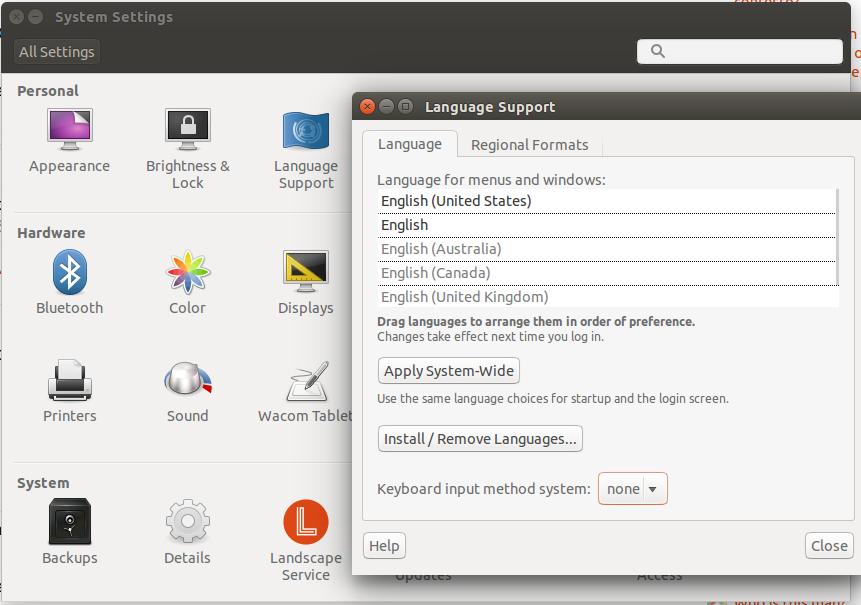 System Settings
All Settings
Personal
Appearance
Brightness &
Lock
Language
Support
Hardware
Bluetooth
Color
Displays
Printers
Sound
Wacom Tablet
System
Backups
Details
Landscape
Service
Language Support
Language
Regional Formats
Language for menus and windows:
English (United States)
English
English (Australia)
English (Canada)
English (United Kingdom)
Drag languages to arrange them in order of preference.
Changes take effect next time you log in.
Apply System-Wide
Use the same language choices for startup and the login screen.
Install / Remove Languages...
Keyboard input method system:
none
Help
Close